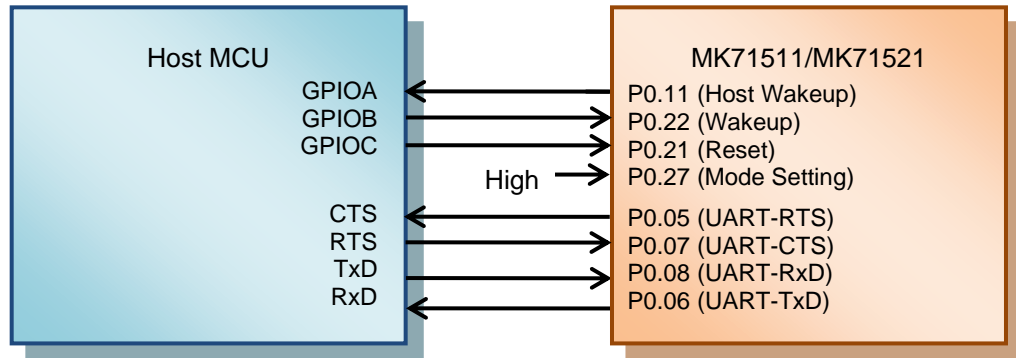 Host MCU
GPIOA
GPIOB
GPIOC
CTS
RTS
TxD
RxD
High
MK71511/MK71521
P0.11 (Host Wakeup)
P0.22 (Wakeup)
P0.21 (Reset)
P0.27 (Mode Setting)
P0.05 (UART-RTS)
P0.07 (UART-CTS)
P0.08 (UART-RxD)
P0.06 (UART-TxD)